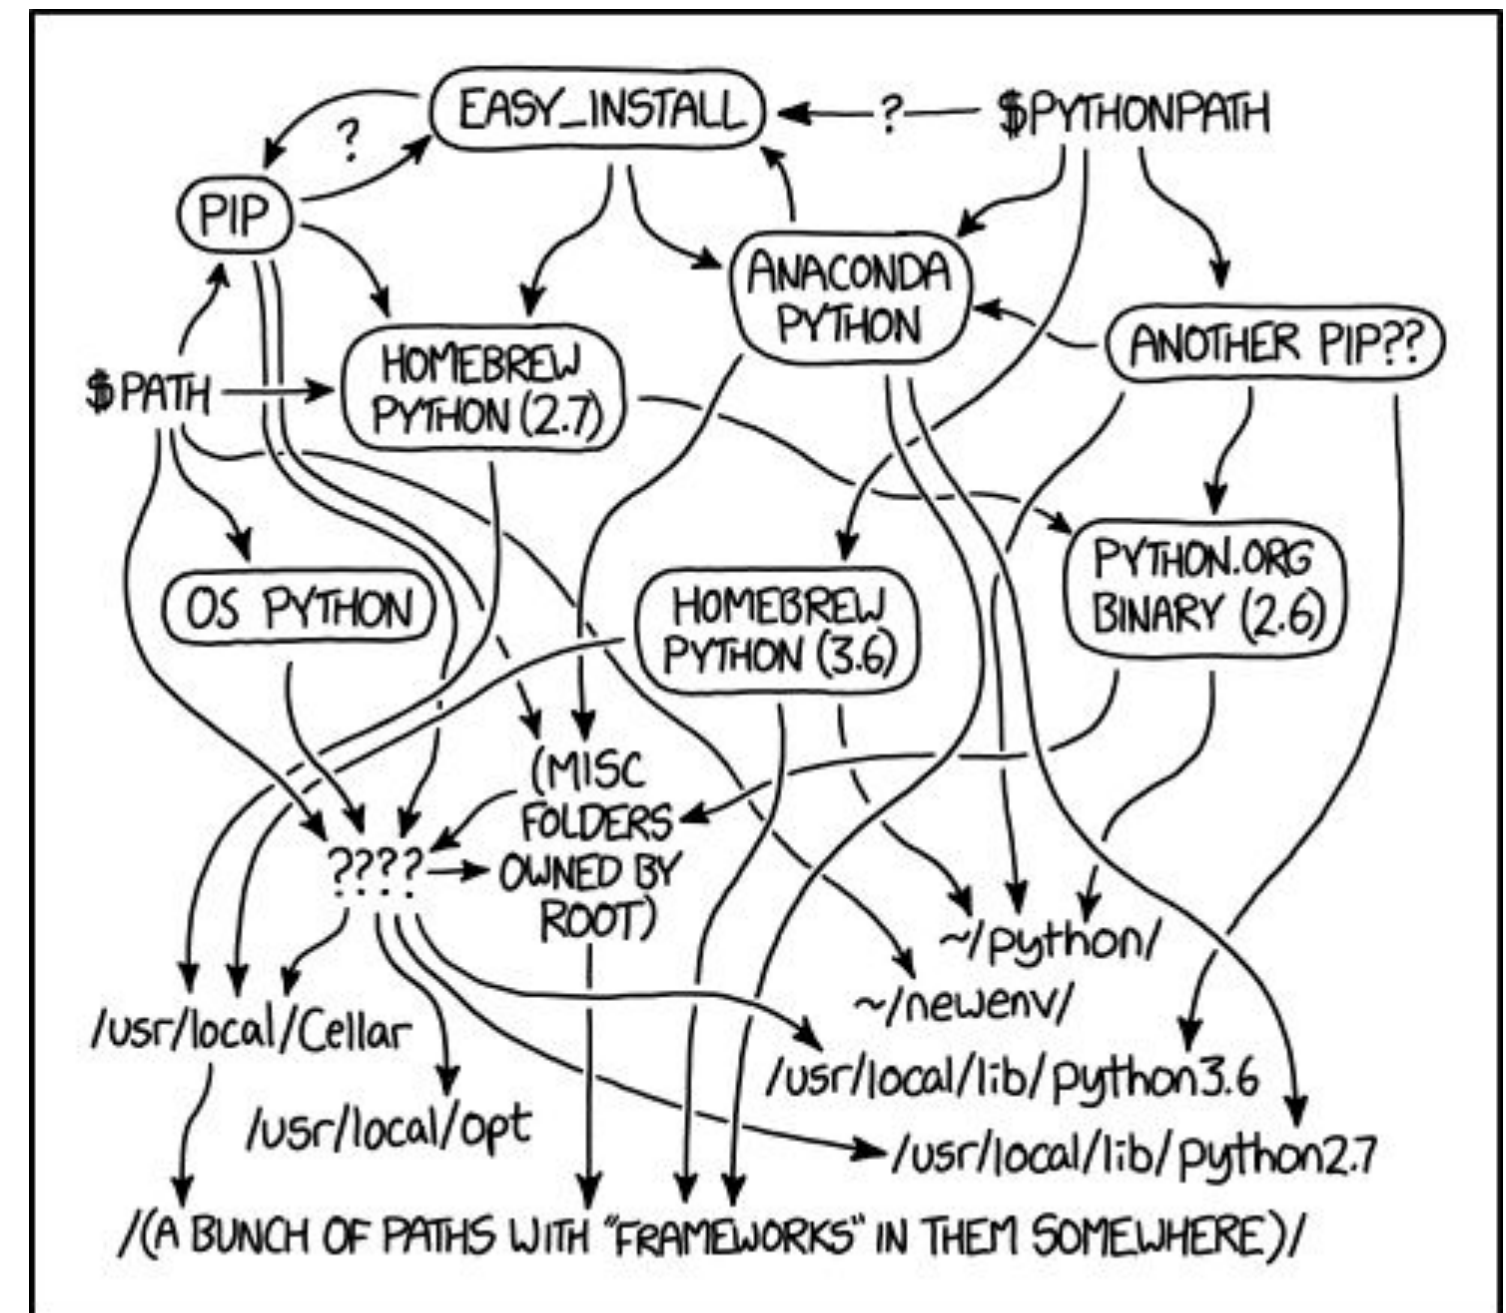 EASY_INSTALL
?
$PYTHONPATH
?
PIP
ANACONDA
PYTHON
ANOTHER PIP??
HOMEBREW
PYTHON (2.7)
$PATH
OS PYTHON
HOMEBREW
PYTHON (3.6)
PYTHON.ORG
BINARY (2.6)
(MISC
FOLDERS
OWNED BY
ROOT)
????
~/python/
~/newenv/
/usr/local/Cellar
/usr/local/lib/python3.6
/usr/local/opt
/usr/local/lib/python2.7
/(A BUNCH OF PATHS WITH "FRAMEWORKS" IN THEM SOMEWHERE)/